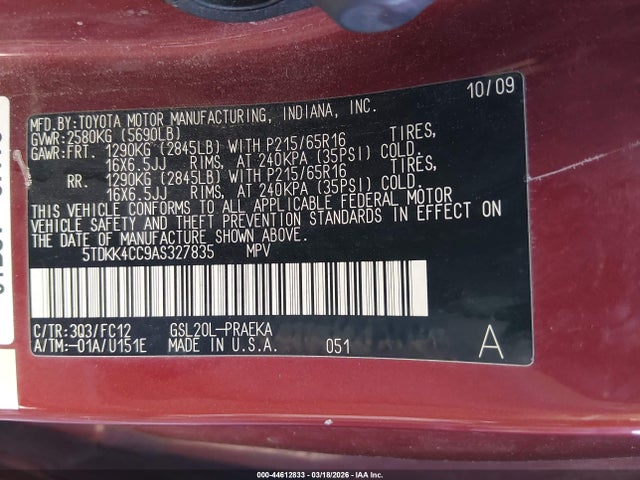 10/09
MFD.BY:TOYOTA MOTOR MANUFACTURING, INDIANA, INC.
GVWR:2580KG (5690LB)
GAWR:FRT. 1290KG (2845LB) WITH P215/65R16 TIRES,
16X6.5JJ RIMS, AT 240KPA (35PSI) COLD.
RR. 1290KG (2845LB) WITH P215/65R16 TIRES,
16X6.5JJ RIMS, AT 240KPA (35PSI) COLD.
THIS VEHICLE CONFORMS TO ALL APPLICABLE FEDERAL MOTOR
VEHICLE SAFETY AND THEFT PREVENTION STANDARDS IN EFFECT ON
THE DATE OF MANUFACTURE SHOWN ABOVE.
5TDKK4CC9AS327835 MPV
C/TR:3Q3/FC12 GSL20L-PRAEKA
A/TM:-01A/U151E MADE IN U.S.A. 051 A
000-44612833 - 03/18/2026 - IAA Inc.